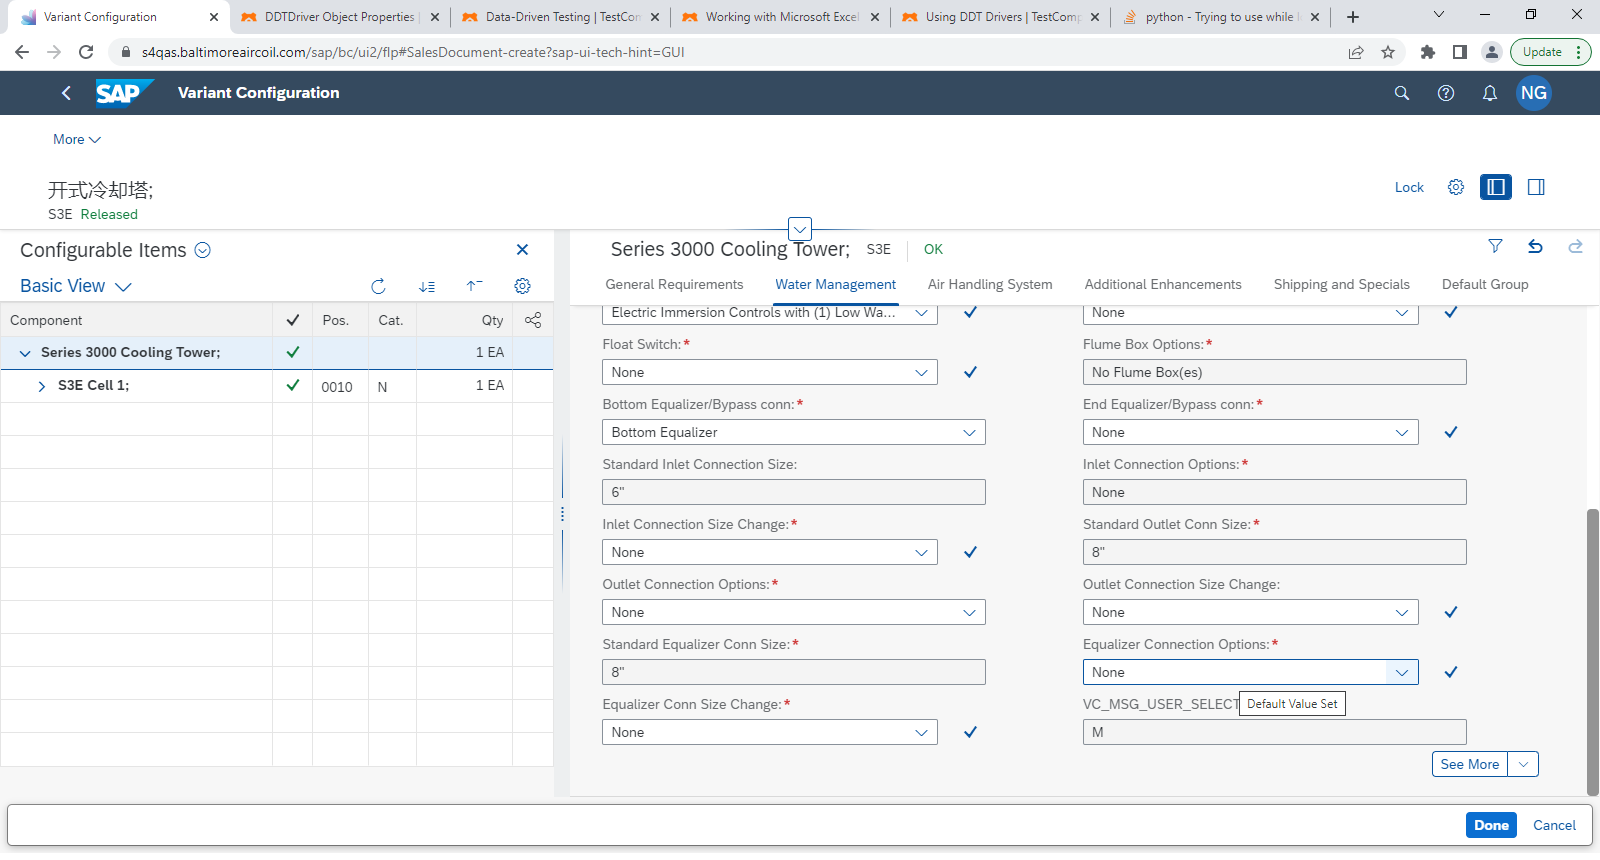 Variant Configuration
DDTDriver Object Properties
Data-Driven Testing | TestCom
Working with Microsoft Excel
Using DDT Drivers | TestComp
python - Trying to use while l
s4qas.baltimoreaircoil.com/sap/bc/ui2/flp#SalesDocument-create?sap-ui-tech-hint=GUI
Update
SAP
Variant Configuration
NG
More
开式冷却塔;
S3E Released
Lock
Configurable Items
Basic View
Component Pos. Cat. Qty
Series 3000 Cooling Tower; 1 EA
S3E Cell 1; 0010 N 1 EA
Series 3000 Cooling Tower; S3E OK
General Requirements Water Management Air Handling System Additional Enhancements Shipping and Specials Default Group
Electric Immersion Controls with (1) Low Wa... None
Float Switch:* Flume Box Options:*
None No Flume Box(es)
Bottom Equalizer/Bypass conn:* End Equalizer/Bypass conn:*
Bottom Equalizer None
Standard Inlet Connection Size: Inlet Connection Options:*
6" None
Inlet Connection Size Change:* Standard Outlet Conn Size:*
None 8"
Outlet Connection Options:* Outlet Connection Size Change:
None None
Standard Equalizer Conn Size:* Equalizer Connection Options:*
8" None
Equalizer Conn Size Change:* VC_MSG_USER_SELECT Default Value Set
None M
See More
Done Cancel